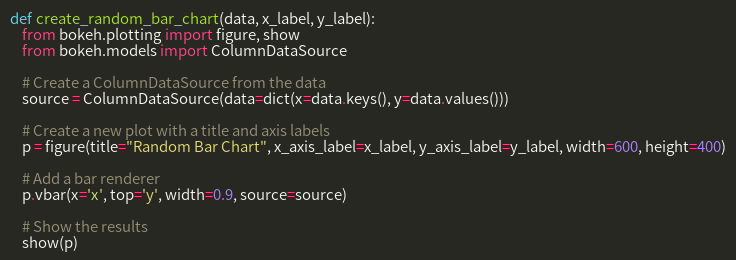 def create_random_bar_chart(data, x_label, y_label):
    from bokeh.plotting import figure, show
    from bokeh.models import ColumnDataSource

    # Create a ColumnDataSource from the data
    source = ColumnDataSource(data=dict(x=data.keys(), y=data.values()))

    # Create a new plot with a title and axis labels
    p = figure(title="Random Bar Chart", x_axis_label=x_label, y_axis_label=y_label, width=600, height=400)

    # Add a bar renderer
    p.vbar(x='x', top='y', width=0.9, source=source)

    # Show the results
    show(p)